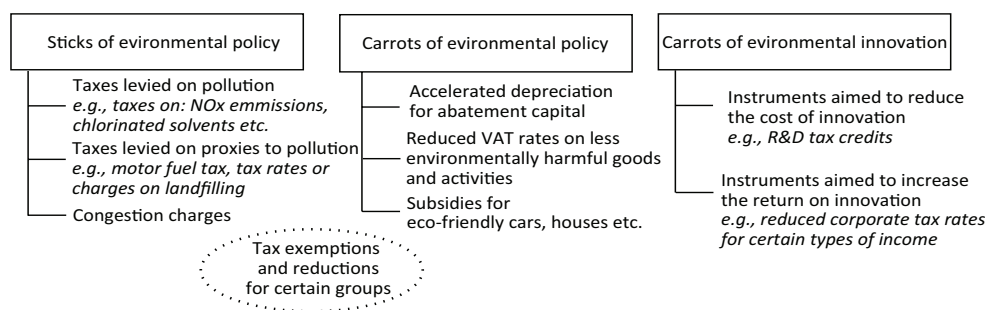 Sticks of evironmental policy
Taxes levied on pollution
e.g., taxes on: NOx emmissions,
chlorinated solvents etc.
Taxes levied on proxies to pollution
e.g., motor fuel tax, tax rates or
charges on landfilling
Congestion charges
Carrots of evironmental policy
Accelerated depreciation
for abatement capital
Reduced VAT rates on less
environmentally harmful goods
and activities
Subsidies for
eco-friendly cars, houses etc.
Tax exemptions
and reductions
for certain groups
Carrots of evironmental innovation
Instruments aimed to reduce
the cost of innovation
e.g., R&D tax credits
Instruments aimed to increase
the return on innovation
e.g., reduced corporate tax rates
for certain types of income